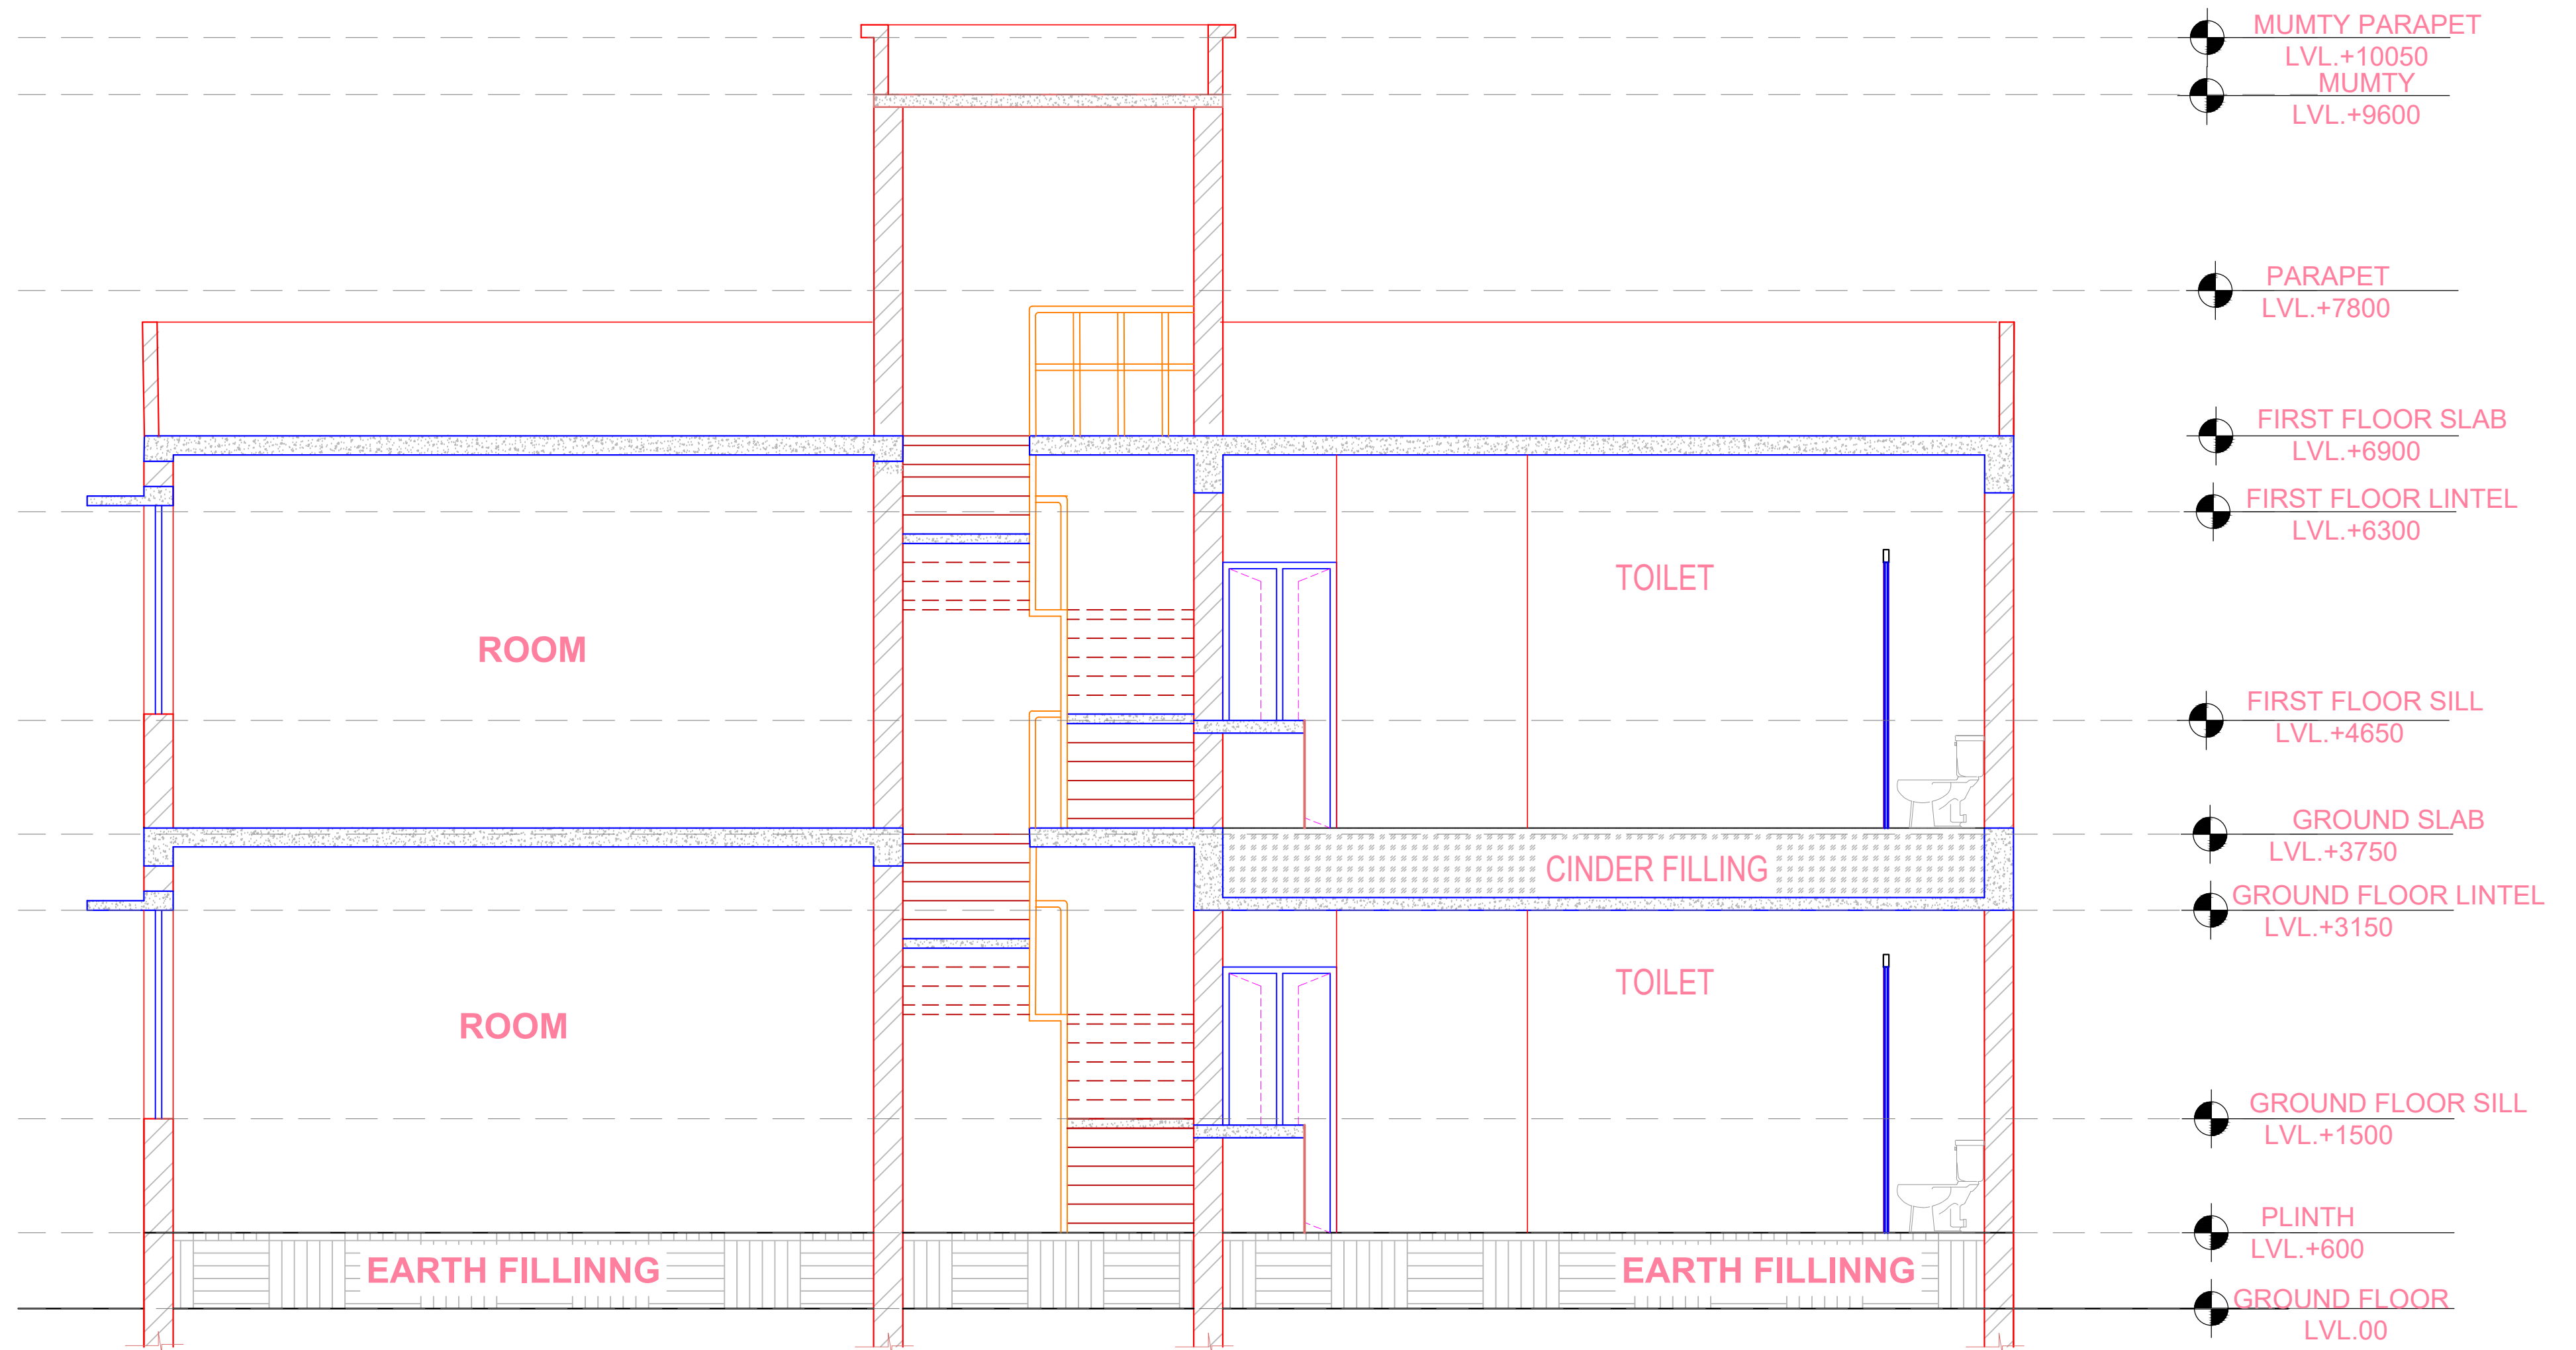 MUMTY PARAPET
LVL.+10050
MUMTY
LVL.+9600
PARAPET
LVL.+7800
FIRST FLOOR SLAB
LVL.+6900
FIRST FLOOR LINTEL
LVL.+6300
TOILET
ROOM
FIRST FLOOR SILL
LVL.+4650
GROUND SLAB
LVL.+3750
CINDER FILLING
GROUND FLOOR LINTEL
LVL.+3150
TOILET
ROOM
GROUND FLOOR SILL
LVL.+1500
PLINTH
LVL.+600
EARTH FILLINNG
EARTH FILLINNG
GROUND FLOOR
LVL.00